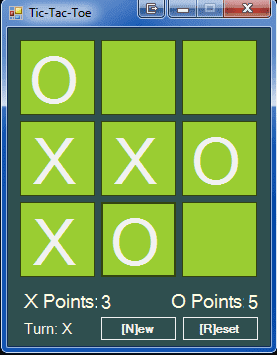 Tic-Tac-Toe
O
X X O
X O
X Points: 3 O Points: 5
Turn: X [N]ew [R]eset